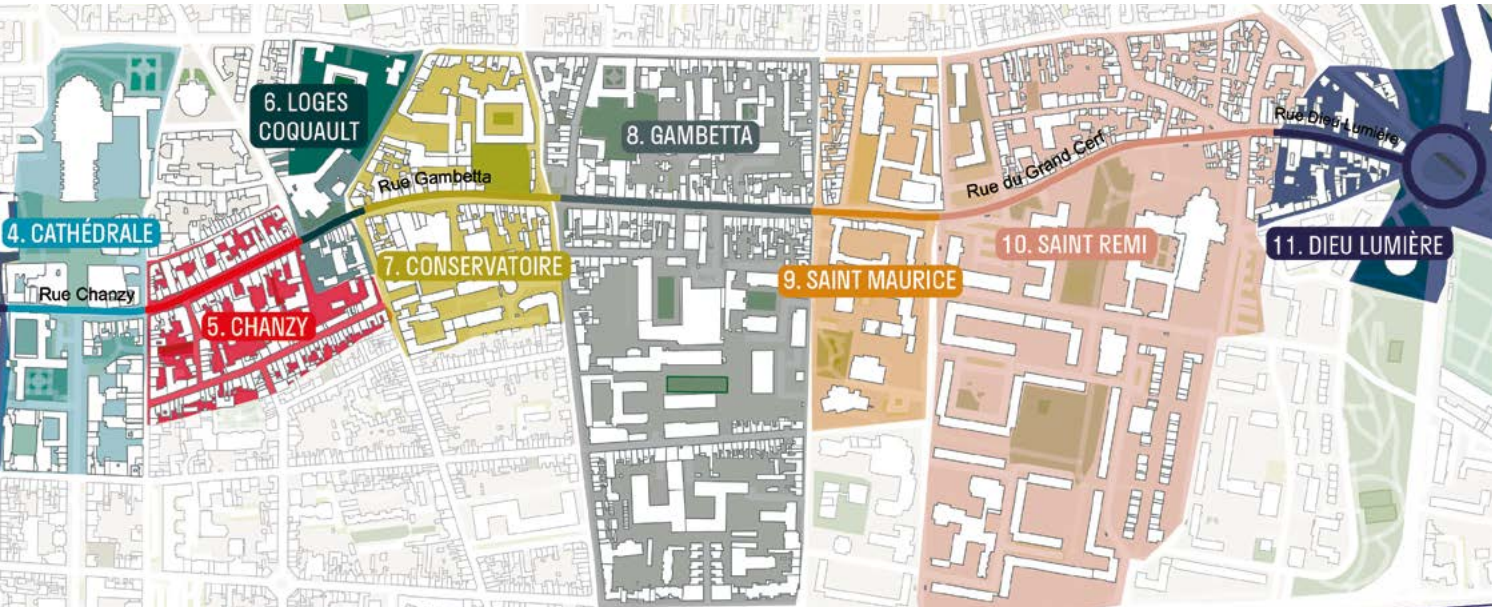 4. CATHÉDRALE
Rue Chanzy
5. CHANZY
6. LOGES
COQUAULT
Rue Gambetta
7. CONSERVATOIRE
8. GAMBETTA
9. SAINT MAURICE
Rue du Grand Cerf
10. SAINT REMI
Rue Dieu Lumière
11. DIEU LUMIÈRE